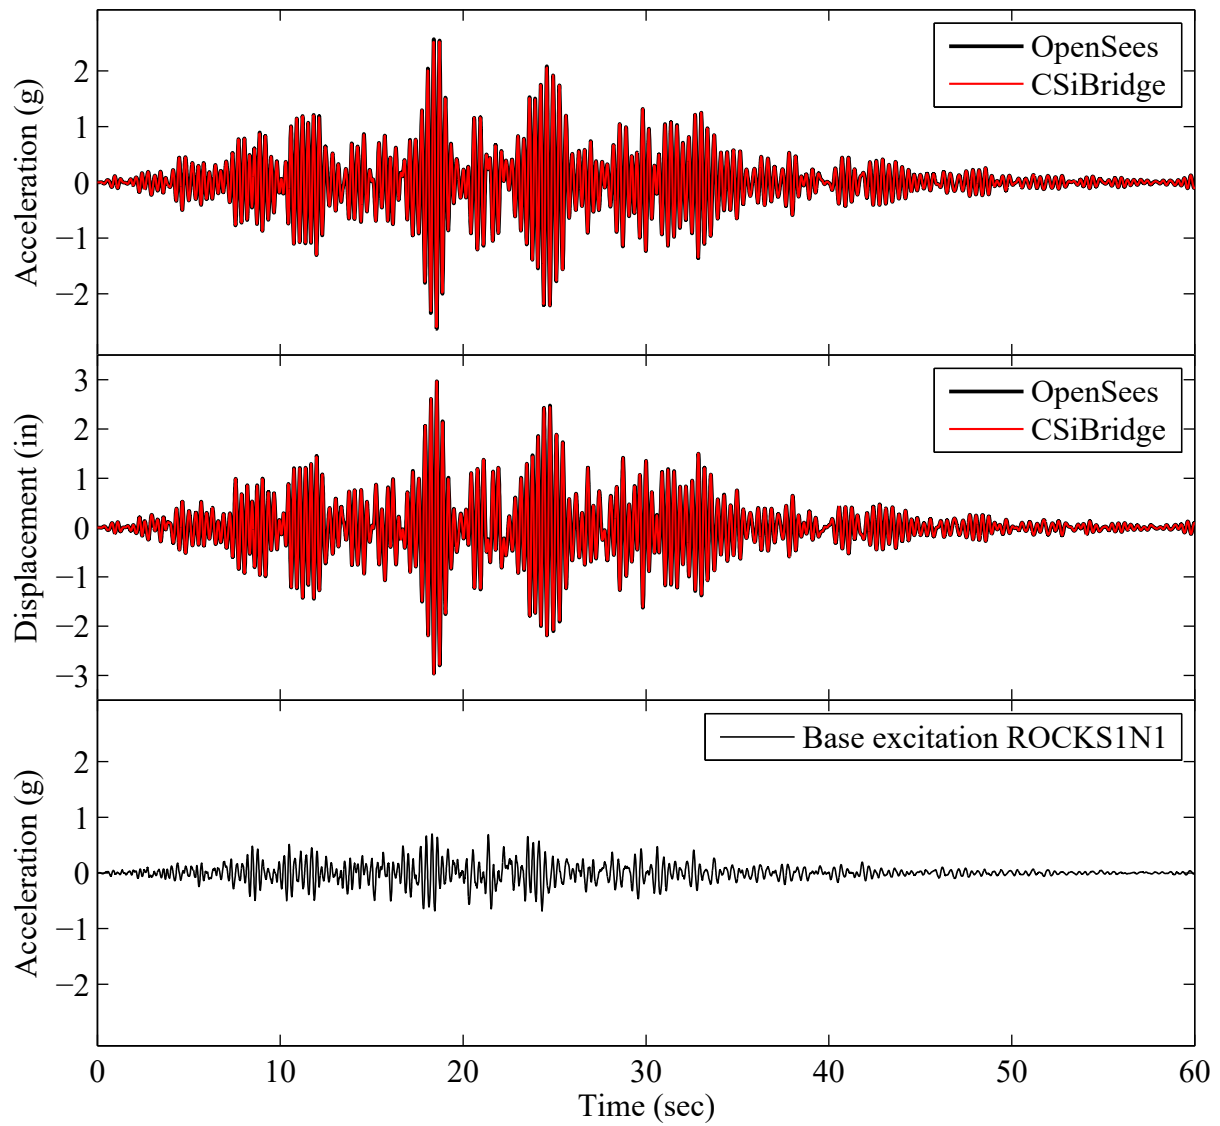 OpenSees
CSiBridge
Acceleration (g)
2
1
0
−1
−2
OpenSees
CSiBridge
Displacement (in)
3
2
1
0
−1
−2
−3
Base excitation ROCKS1N1
Acceleration (g)
2
1
0
−1
−2
0 10 20 30 40 50 60
Time (sec)